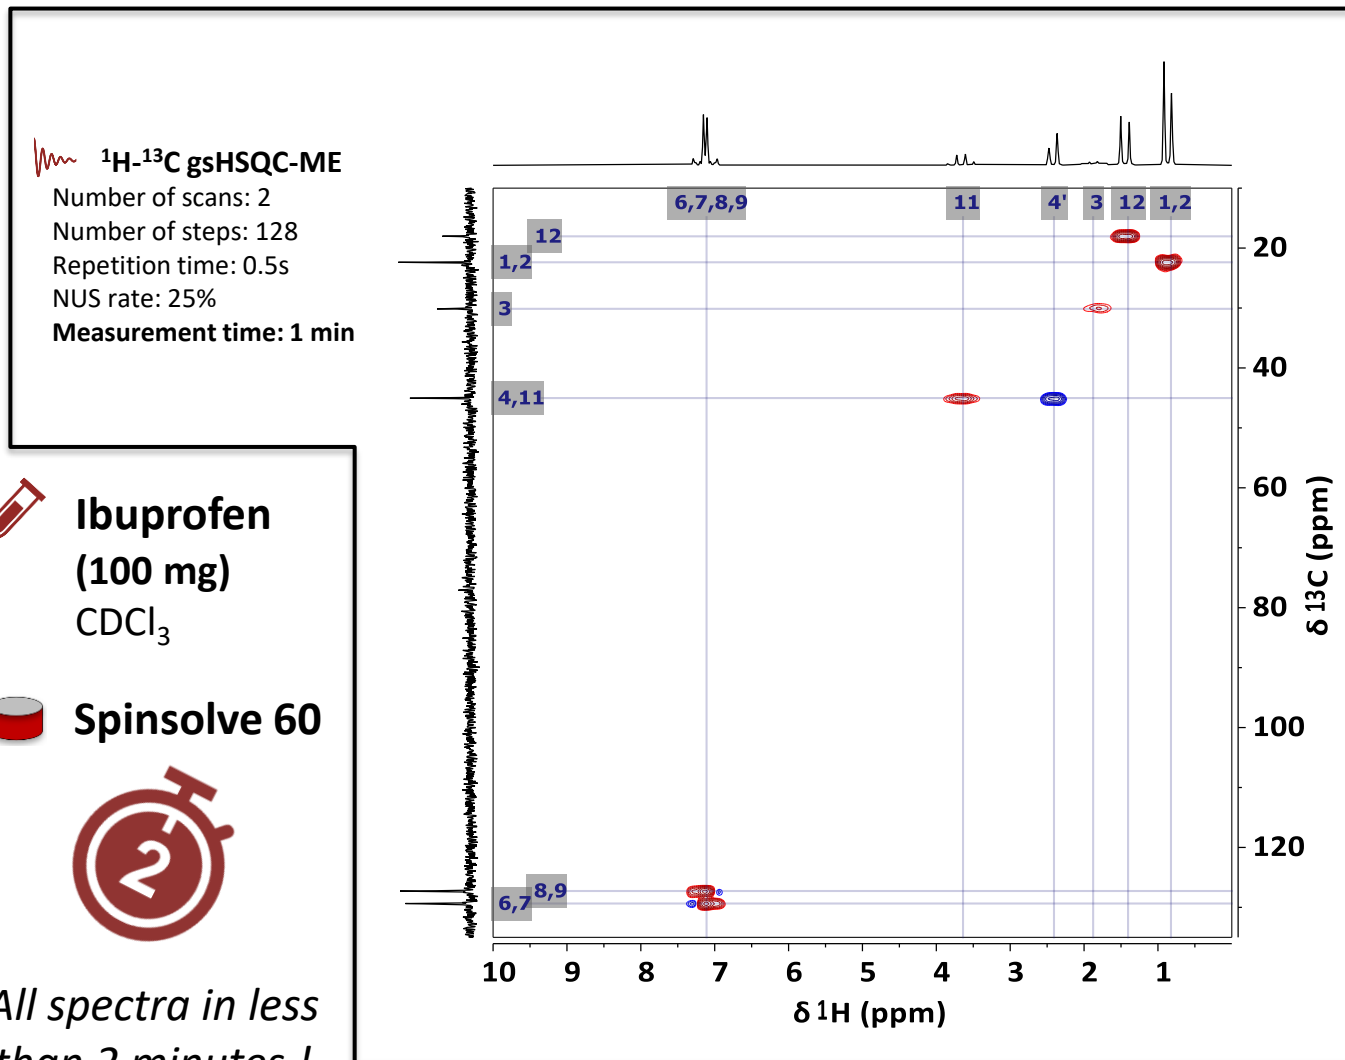 ¹H-¹³C gsHSQC-ME
Number of scans: 2
Number of steps: 128
Repetition time: 0.5s
NUS rate: 25%
Measurement time: 1 min
6,7,8,9 11 4' 3 12 1,2
12
1,2
3
4,11
8,9
6,7
20
40
60
80
100
120
δ 13C (ppm)
10 9 8 7 6 5 4 3 2 1
δ 1H (ppm)
Ibuprofen
(100 mg)
CDCl₃
Spinsolve 60
2
All spectra in less
than 2 minutes !